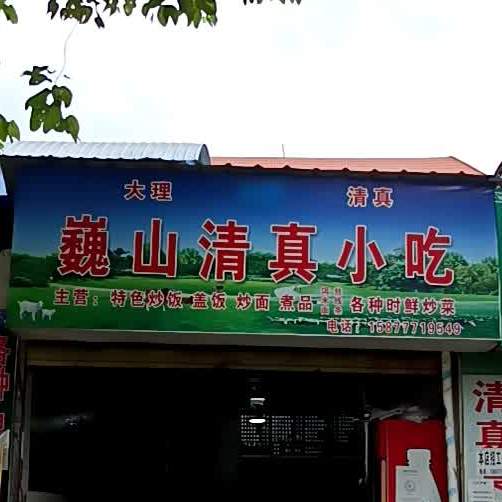 大理 清真
巍山清真小吃
主营：特色炒饭 盖饭 炒面 煮品 各种时鲜炒菜
电话：15877719549
清真